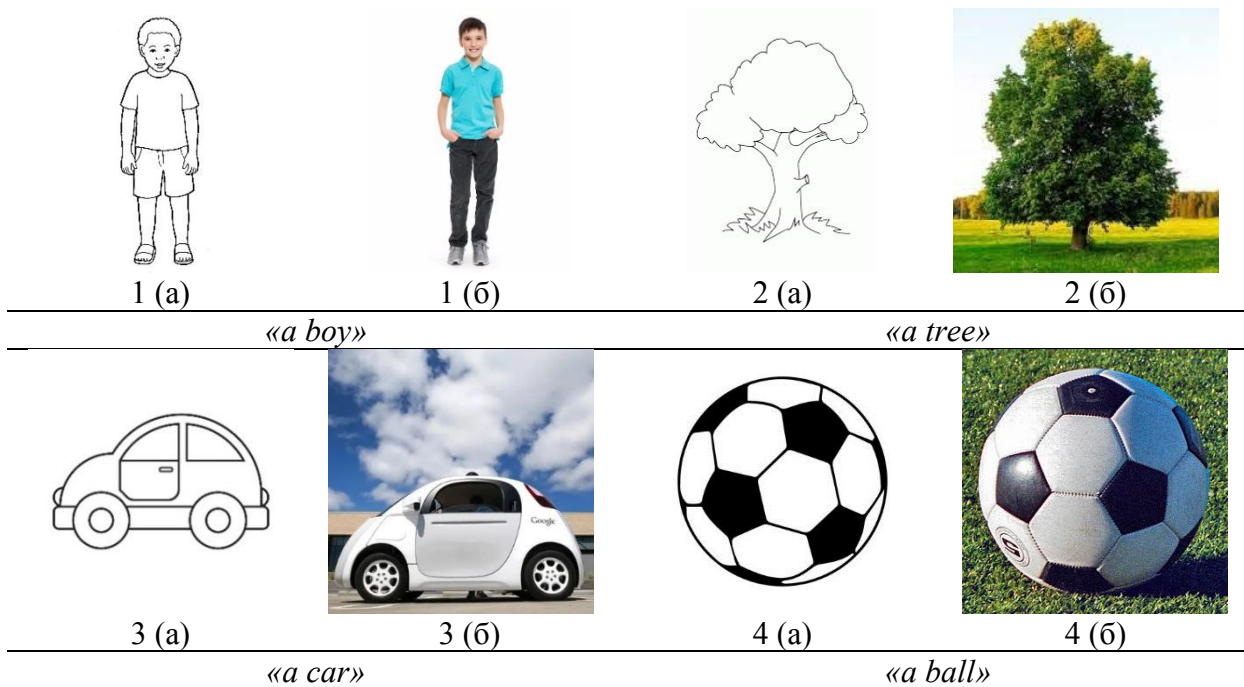 1 (а) 1 (б) 2 (а) 2 (б)
«a boy» «a tree»
Google
S
3 (а) 3 (б) 4 (а) 4 (б)
«a car» «a ball»